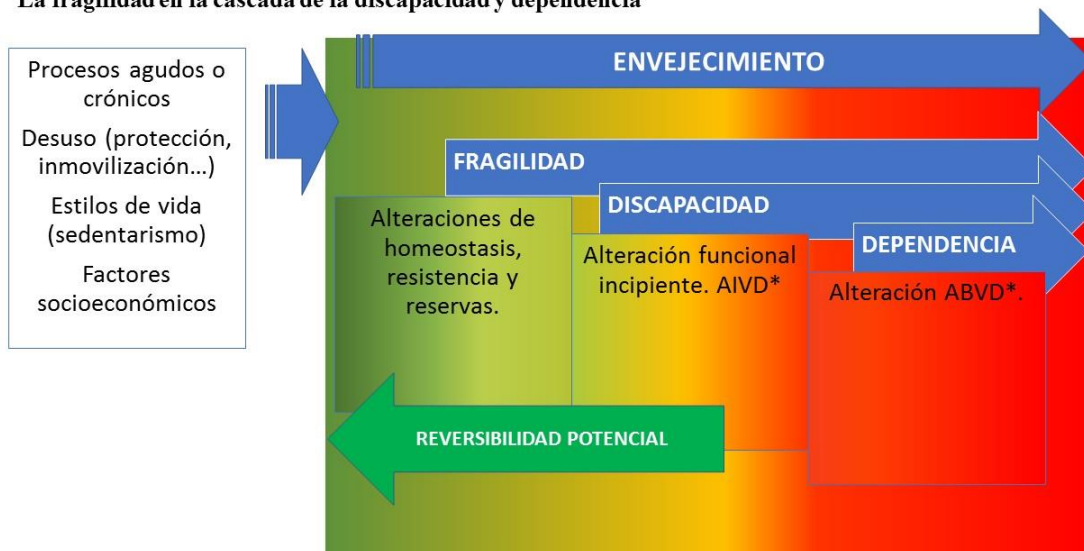 La fragilidad en la cascada de la discapacidad y dependencia
Procesos agudos o
crónicos
Desuso (protección,
inmovilización…)
Estilos de vida
(sedentarismo)
Factores
socioeconómicos
ENVEJECIMIENTO
FRAGILIDAD
Alteraciones de
homeostasis,
resistencia y
reservas.
DISCAPACIDAD
Alteración funcional
incipiente. AIVD*
DEPENDENCIA
Alteración ABVD*.
REVERSIBILIDAD POTENCIAL